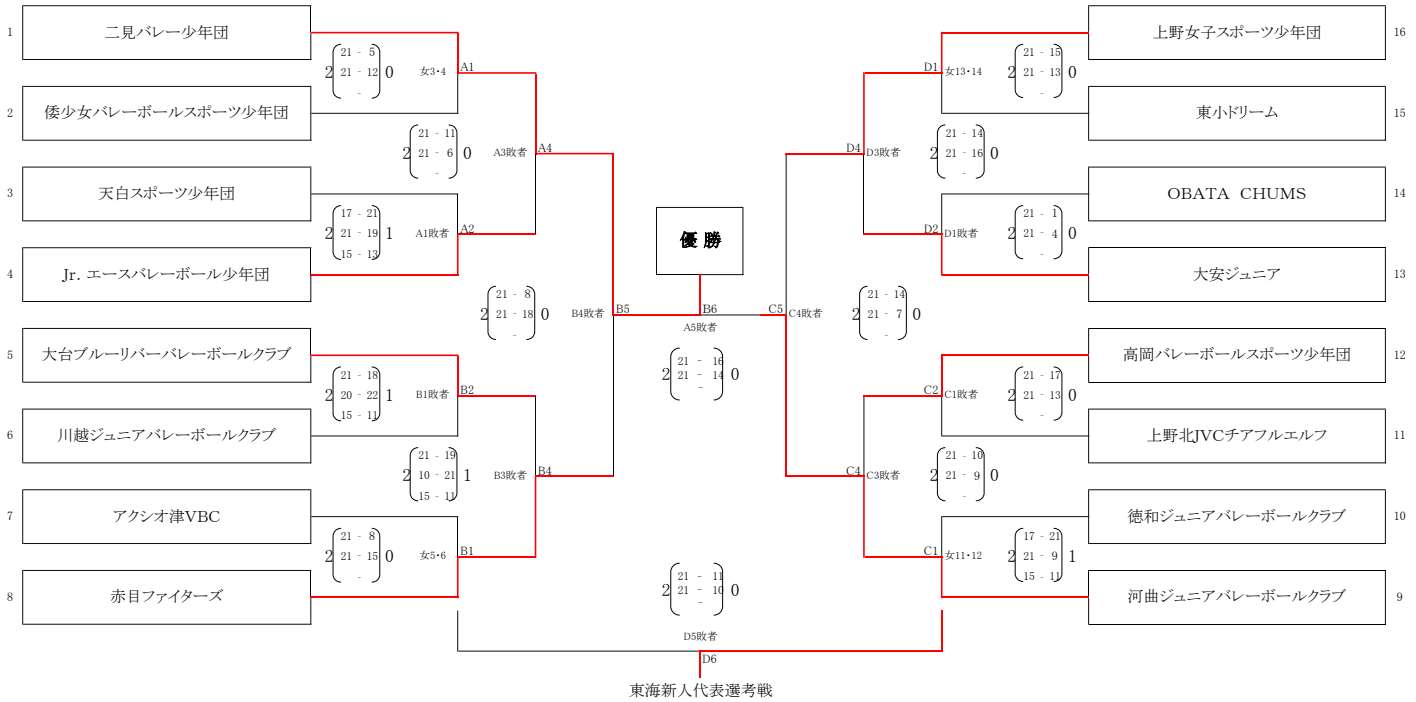 1 二見バレー少年団
21 - 5
2 21 - 12 0 女3・4 A1
-
2 倭少女バレーボールスポーツ少年団
21 - 11
2 21 - 6 0 A3敗者 A4
-
3 天白スポーツ少年団
17 - 21
2 21 - 19 1 A1敗者 A2
15 - 13
4 Jr. エースバレーボール少年団
21 - 8
2 21 - 18 0 B4敗者 B5
-
5 大台ブルーリバーバレーボールクラブ
21 - 18
2 20 - 22 1 B1敗者 B2
15 - 11
6 川越ジュニアバレーボールクラブ
21 - 19
2 10 - 21 1 B3敗者 B4
15 - 11
7 アクシオ津VBC
21 - 8
2 21 - 15 0 女5・6 B1
-
8 赤目ファイターズ
優 勝
B6
A5敗者
21 - 16
2 21 - 14 0
-
21 - 11
2 21 - 10 0
-
D5敗者
D6
東海新人代表選考戦
上野女子スポーツ少年団 16
21 - 15
D1 女13・14 2 21 - 13 0
-
東小ドリーム 15
21 - 14
D4 D3敗者 2 21 - 16 0
-
OBATA CHUMS 14
21 - 1
D2 D1敗者 2 21 - 4 0
-
大安ジュニア 13
21 - 14
C5 C4敗者 2 21 - 7 0
-
高岡バレーボールスポーツ少年団 12
21 - 17
C2 C1敗者 2 21 - 13 0
-
上野北JVCチアフルエルフ 11
21 - 10
C4 C3敗者 2 21 - 9 0
-
徳和ジュニアバレーボールクラブ 10
17 - 21
C1 女11・12 2 21 - 9 1
15 - 11
河曲ジュニアバレーボールクラブ 9